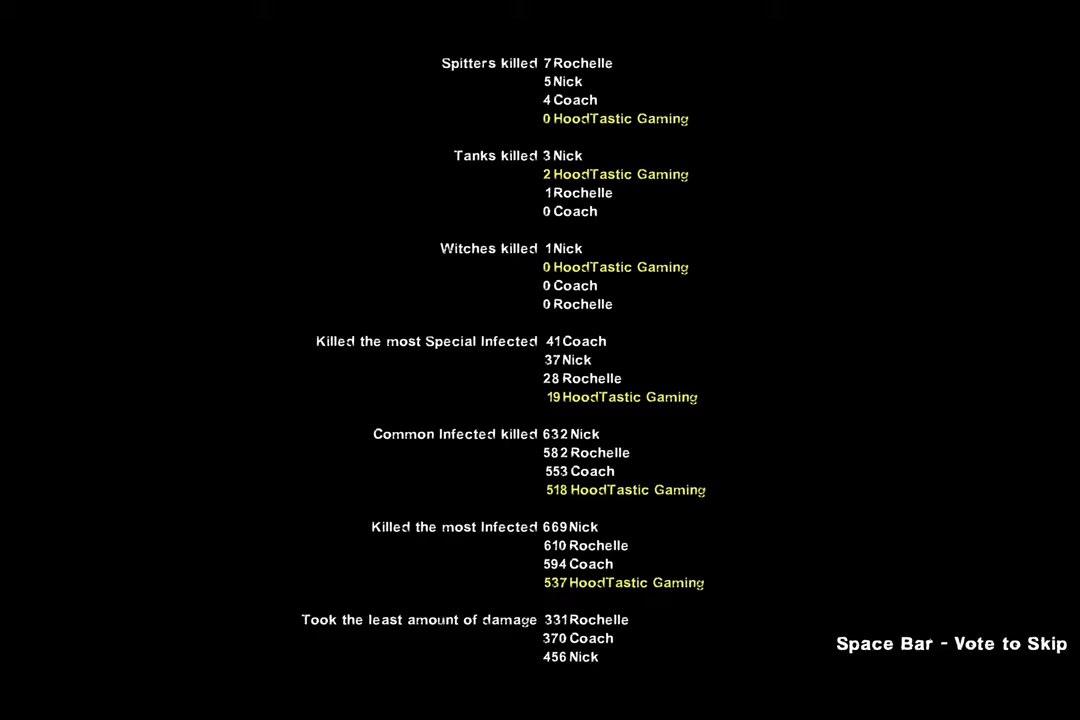 Spitters killed 7 Rochelle
5 Nick
4 Coach
0 HoodTastic Gaming
Tanks killed 3 Nick
2 HoodTastic Gaming
1 Rochelle
0 Coach
Witches killed 1 Nick
0 HoodTastic Gaming
0 Coach
0 Rochelle
Killed the most Special Infected 41 Coach
37 Nick
28 Rochelle
19 HoodTastic Gaming
Common Infected killed 632 Nick
582 Rochelle
553 Coach
518 HoodTastic Gaming
Killed the most Infected 669 Nick
610 Rochelle
594 Coach
537 HoodTastic Gaming
Took the least amount of damage 331 Rochelle
370 Coach
456 Nick
Space Bar - Vote to Skip